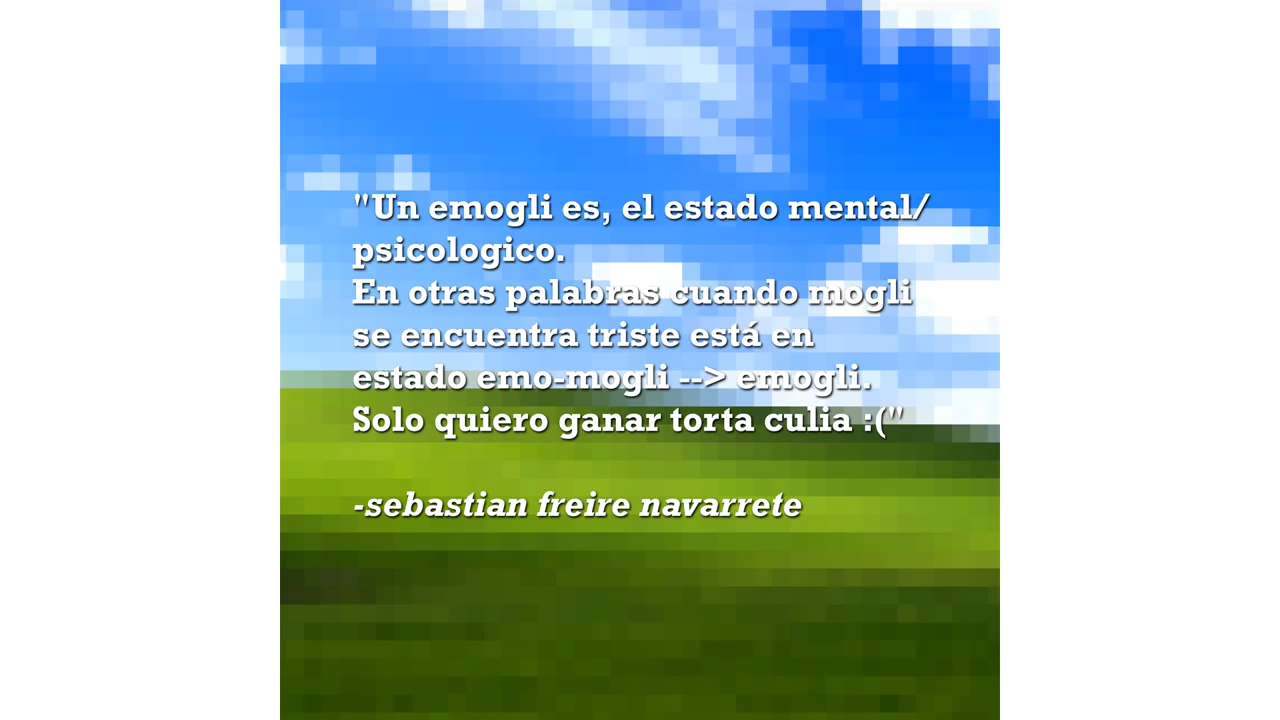 "Un emogli es, el estado mental/
psicologico.
En otras palabras cuando mogli
se encuentra triste está en
estado emo-mogli --> emogli.
Solo quiero ganar torta culia :("
-sebastian freire navarrete